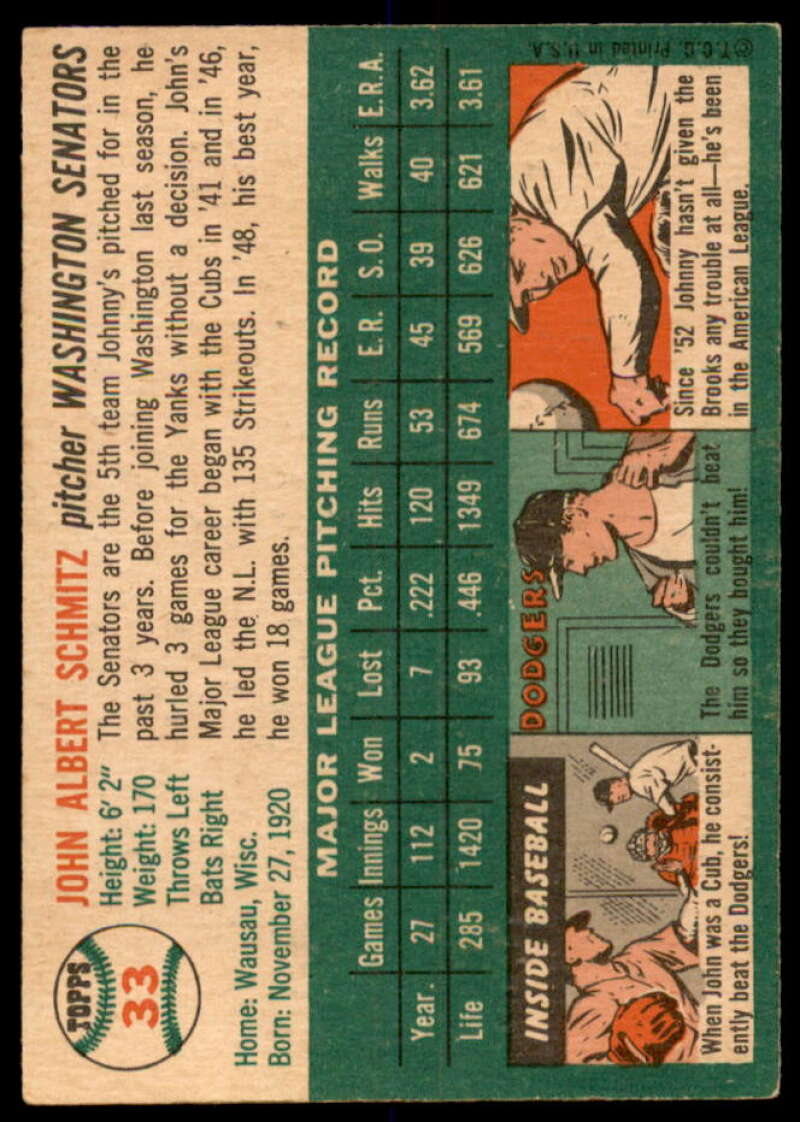 TOPPS
33
JOHN ALBERT SCHMITZ pitcher WASHINGTON SENATORS
Height: 6' 2"
Weight: 170
Throws Left
Bats Right
Home: Wausau, Wisc.
Born: November 27, 1920
The Senators are the 5th team Johnny's pitched for in the
past 3 years. Before joining Washington last season, he
hurled 3 games for the Yanks without a decision. John's
Major League career began with the Cubs in '41 and in '46,
he led the N.L. with 135 Strikeouts. In '48, his best year,
he won 18 games.
MAJOR LEAGUE PITCHING RECORD
Games Innings Won Lost Pct. Hits Runs E.R. S.O. Walks E.R.A.
Year. 27 112 2 7 .222 120 53 45 39 40 3.62
Life 285 1420 75 93 .446 1349 674 569 626 621 3.61
INSIDE BASEBALL
When John was a Cub, he consist-
ently beat the Dodgers!
DODGERS
The Dodgers couldn't beat
him so they bought him!
Since '52 Johnny hasn't given the
Brooks any trouble at all—he's been
in the American League.
© T.C.G. Printed in U.S.A.